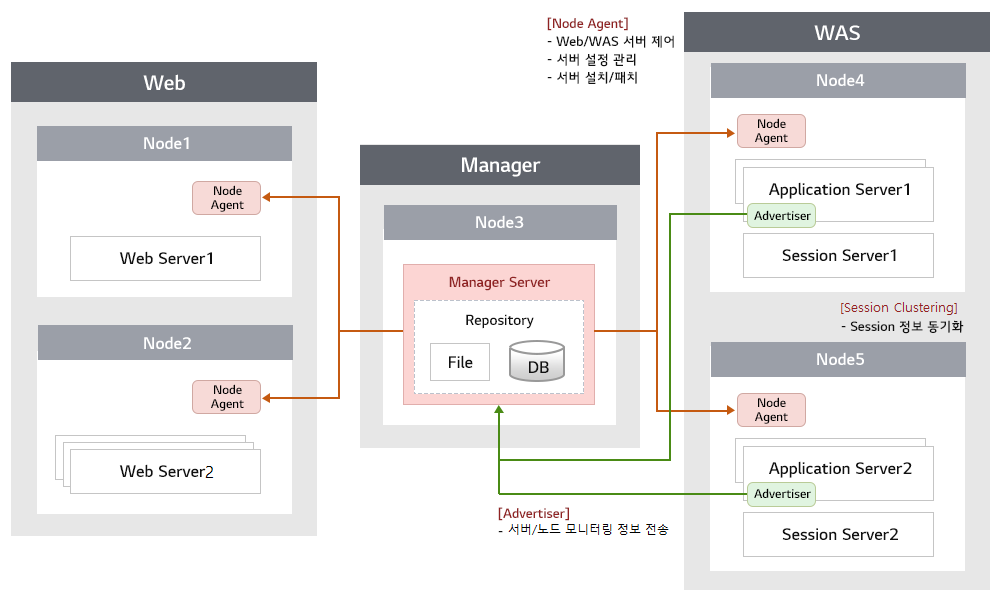 [Node Agent]
- Web/WAS 서버 제어
- 서버 설정 관리
- 서버 설치/패치
Web
Node1
Node
Agent
Web Server1
Node2
Node
Agent
Web Server2
Manager
Node3
Manager Server
Repository
File
DB
[Advertiser]
- 서버/노드 모니터링 정보 전송
WAS
Node4
Node
Agent
Application Server1
Advertiser
Session Server1
[Session Clustering]
- Session 정보 동기화
Node5
Node
Agent
Application Server2
Advertiser
Session Server2